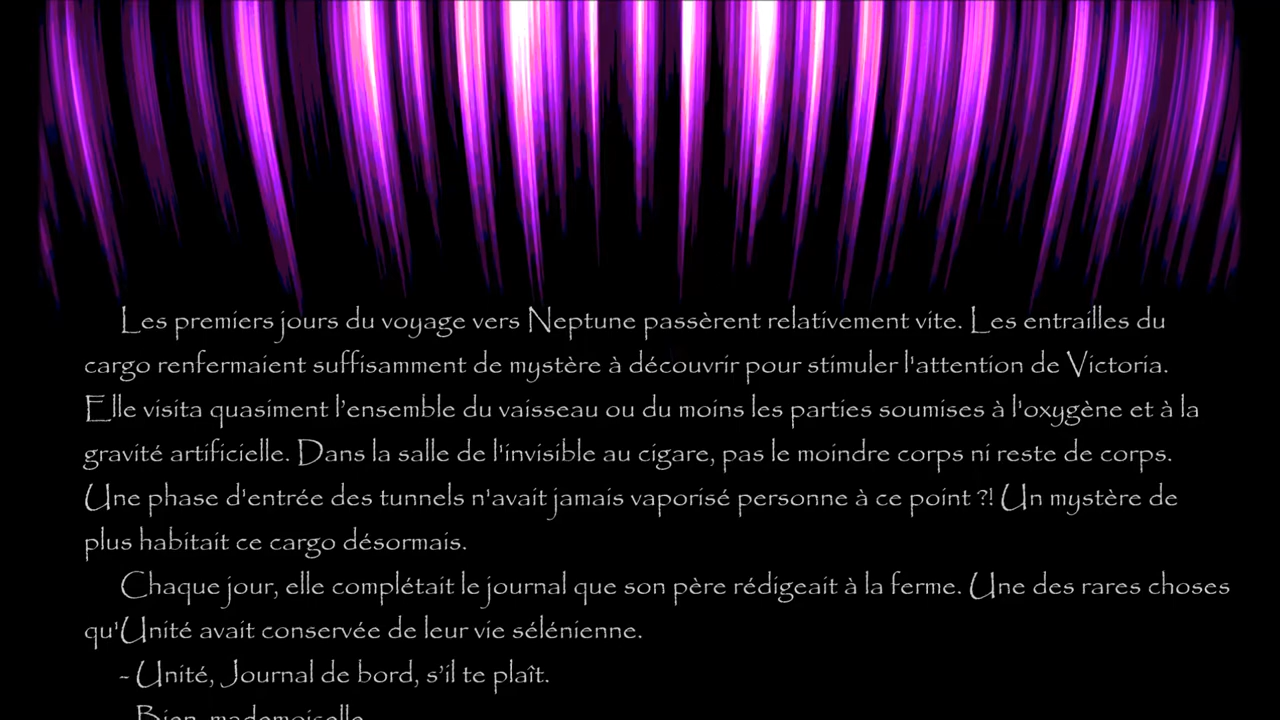 Les premiers jours du voyage vers Neptune passèrent relativement vite. Les entrailles du
cargo renfermaient suffisamment de mystère à découvrir pour stimuler l'attention de Victoria.
Elle visita quasiment l’ensemble du vaisseau ou du moins les parties soumises à l'oxygène et à la
gravité artificielle. Dans la salle de l'invisible au cigare, pas le moindre corps ni reste de corps.
Une phase d'entrée des tunnels n'avait jamais vaporisé personne à ce point ?! Un mystère de
plus habitait ce cargo désormais.
Chaque jour, elle complétait le journal que son père rédigeait à la ferme. Une des rares choses
qu'Unité avait conservée de leur vie sélénienne.
- Unité, Journal de bord, s’il te plaît.
Bien, mademoiselle